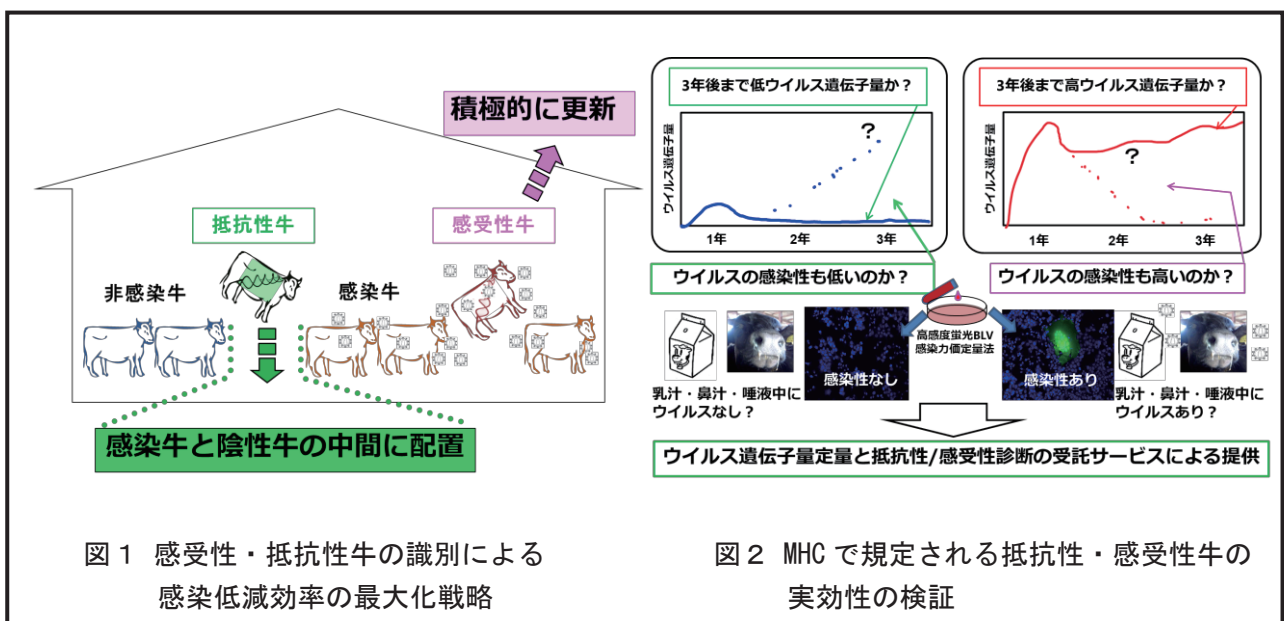 積極的に更新
抵抗性牛
感受性牛
非感染牛
感染牛
感染牛と陰性牛の中間に配置
図1 感受性・抵抗性牛の識別による
感染低減効率の最大化戦略
3年後まで低ウイルス遺伝子量か？
ウイルス遺伝子量
?
1年
2年
3年
3年後まで高ウイルス遺伝子量か？
ウイルス遺伝子量
?
1年
2年
3年
ウイルスの感染性も低いのか？
ウイルスの感染性も高いのか？
高感度蛍光BLV
感染力価定量法
感染性なし
感染性あり
乳汁・鼻汁・唾液中に
ウイルスなし？
乳汁・鼻汁・唾液中に
ウイルスあり？
ウイルス遺伝子量定量と抵抗性/感受性診断の受託サービスによる提供
図2 MHCで規定される抵抗性・感受性牛の
実効性の検証